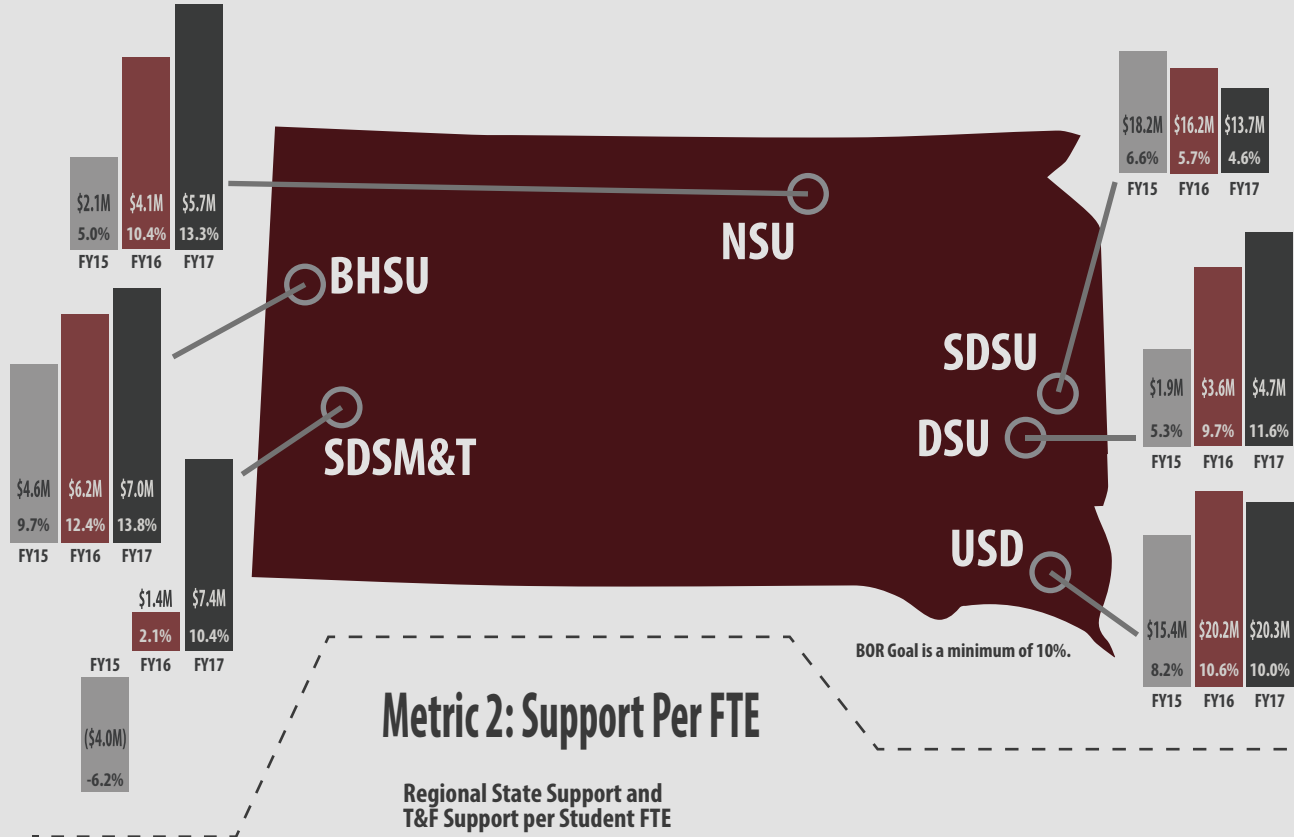 $2.1M $4.1M $5.7M
5.0% 10.4% 13.3%
FY15 FY16 FY17
$18.2M $16.2M $13.7M
6.6% 5.7% 4.6%
FY15 FY16 FY17
NSU
BHSU
$4.6M $6.2M $7.0M
9.7% 12.4% 13.8%
FY15 FY16 FY17
SDSU
DSU
$1.9M $3.6M $4.7M
5.3% 9.7% 11.6%
FY15 FY16 FY17
SDSM&T
$1.4M $7.4M
2.1% 10.4%
FY15 FY16 FY17
($4.0M)
-6.2%
USD
$15.4M $20.2M $20.3M
8.2% 10.6% 10.0%
FY15 FY16 FY17
BOR Goal is a minimum of 10%.
Metric 2: Support Per FTE
Regional State Support and
T&F Support per Student FTE